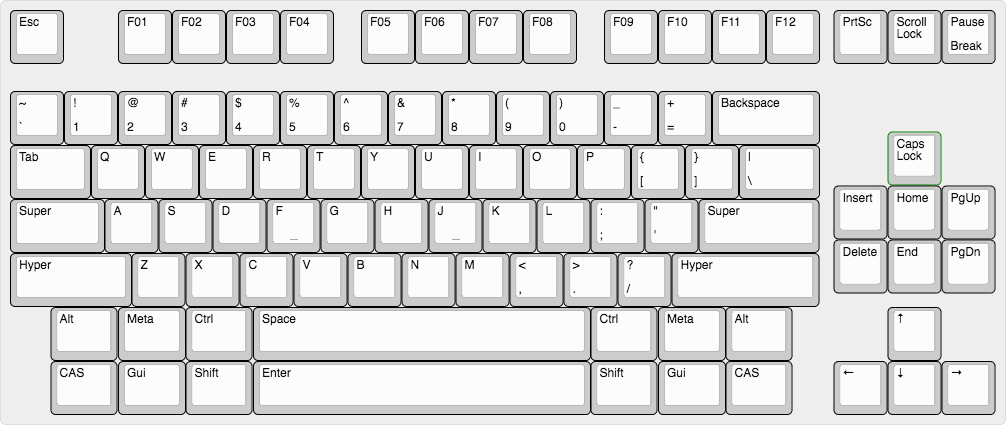 Esc F01 F02 F03 F04 F05 F06 F07 F08 F09 F10 F11 F12 PrtSc Scroll Lock Pause Break
~ ! @ # $ % ^ & * ( ) _ + Backspace
` 1 2 3 4 5 6 7 8 9 0 - =
Caps Lock
Tab Q W E R T Y U I O P { } |
[ ] \
Super A S D F G H J K L : " Super Insert Home PgUp
_ _ ; '
Hyper Z X C V B N M < > ? Hyper Delete End PgDn
, . /
Alt Meta Ctrl Space Ctrl Meta Alt ↑
CAS Gui Shift Enter Shift Gui CAS ← ↓ →